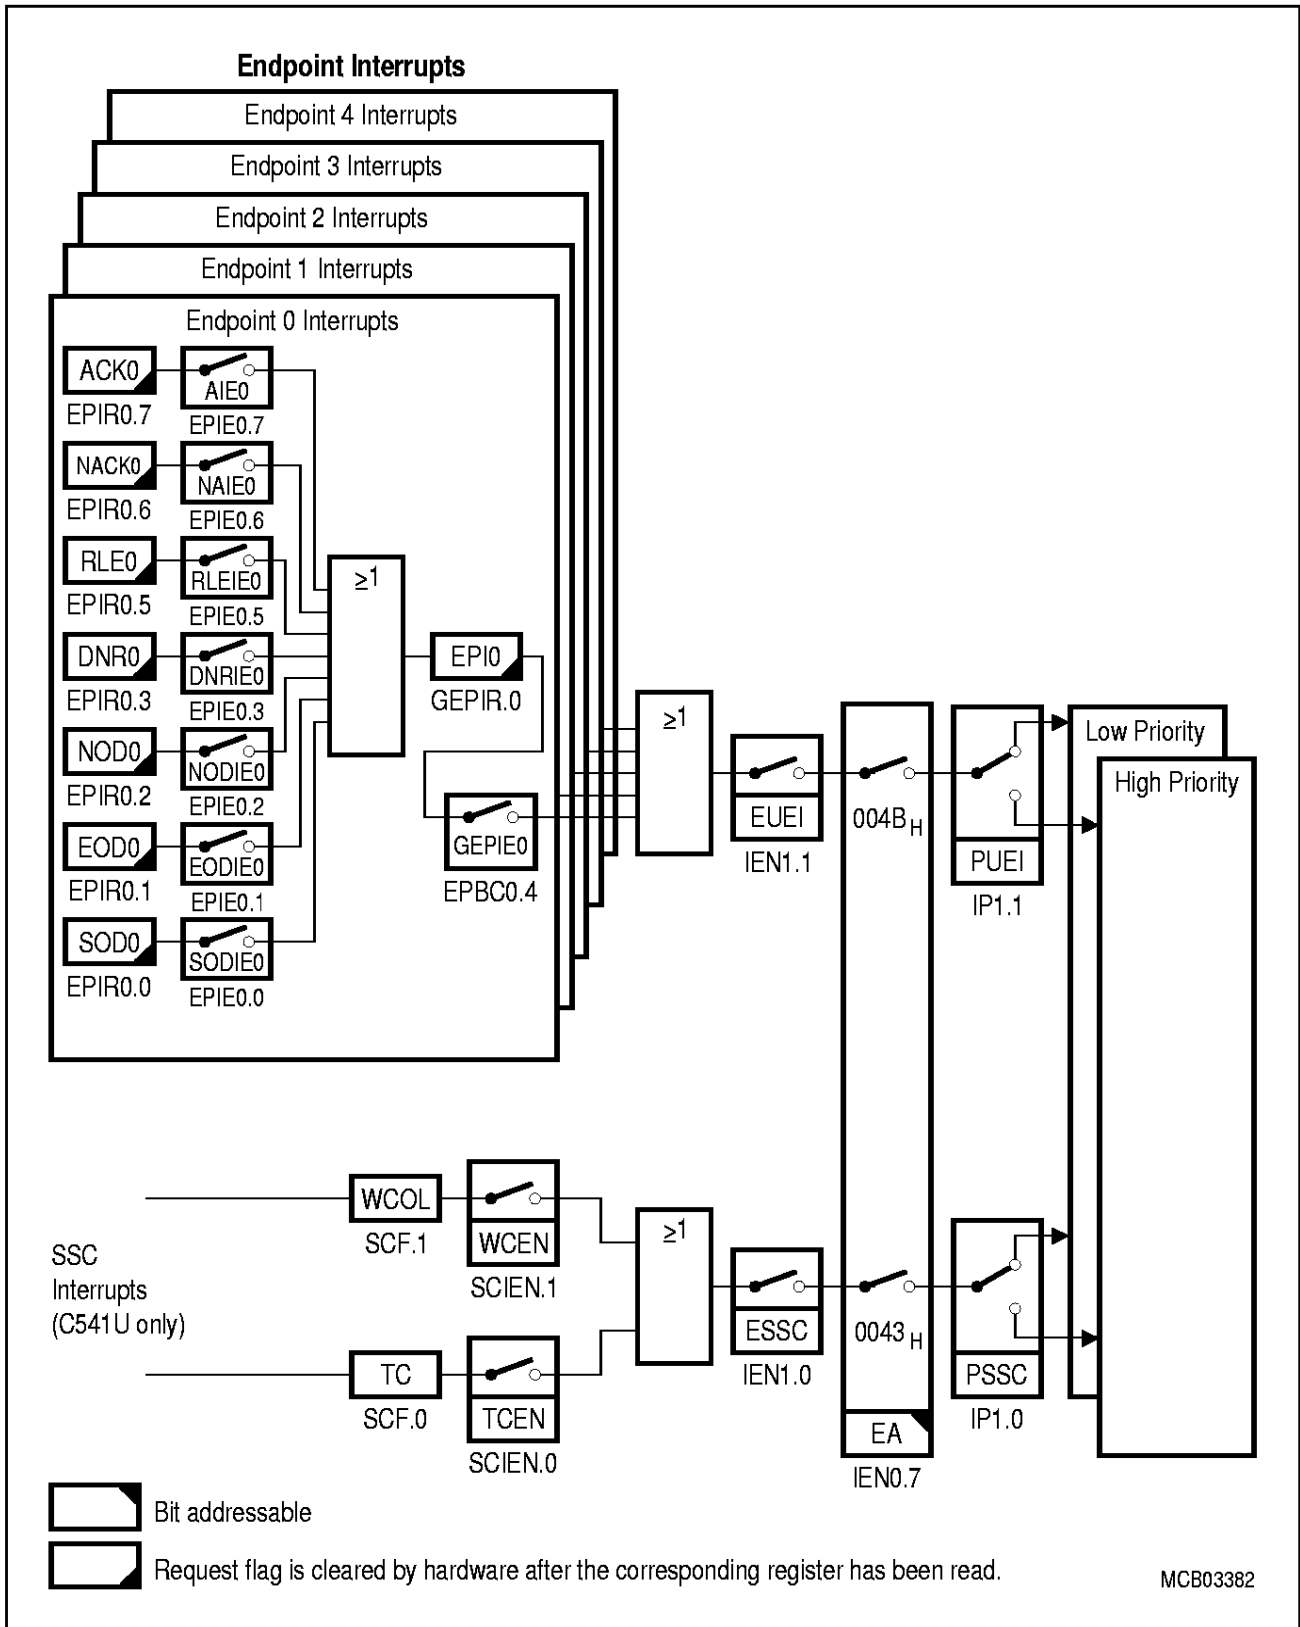 Endpoint Interrupts
Endpoint 4 Interrupts
Endpoint 3 Interrupts
Endpoint 2 Interrupts
Endpoint 1 Interrupts
Endpoint 0 Interrupts
ACK0
AIE0
EPIR0.7
EPIE0.7
NACK0
NAIE0
EPIR0.6
EPIE0.6
RLE0
RLEIE0
EPIR0.5
EPIE0.5
DNR0
DNRIE0
EPIR0.3
EPIE0.3
NOD0
NODIE0
EPIR0.2
EPIE0.2
EOD0
EODIE0
EPIR0.1
EPIE0.1
SOD0
SODIE0
EPIR0.0
EPIE0.0
≥1
EPI0
GEPIR.0
GEPIE0
EPBC0.4
≥1
EUEI
IEN1.1
004B H
PUEI
IP1.1
Low Priority
High Priority
SSC
Interrupts
(C541U only)
WCOL
SCF.1
WCEN
SCIEN.1
TC
SCF.0
TCEN
SCIEN.0
≥1
ESSC
IEN1.0
0043 H
EA
IEN0.7
PSSC
IP1.0
Bit addressable
Request flag is cleared by hardware after the corresponding register has been read.
MCB03382